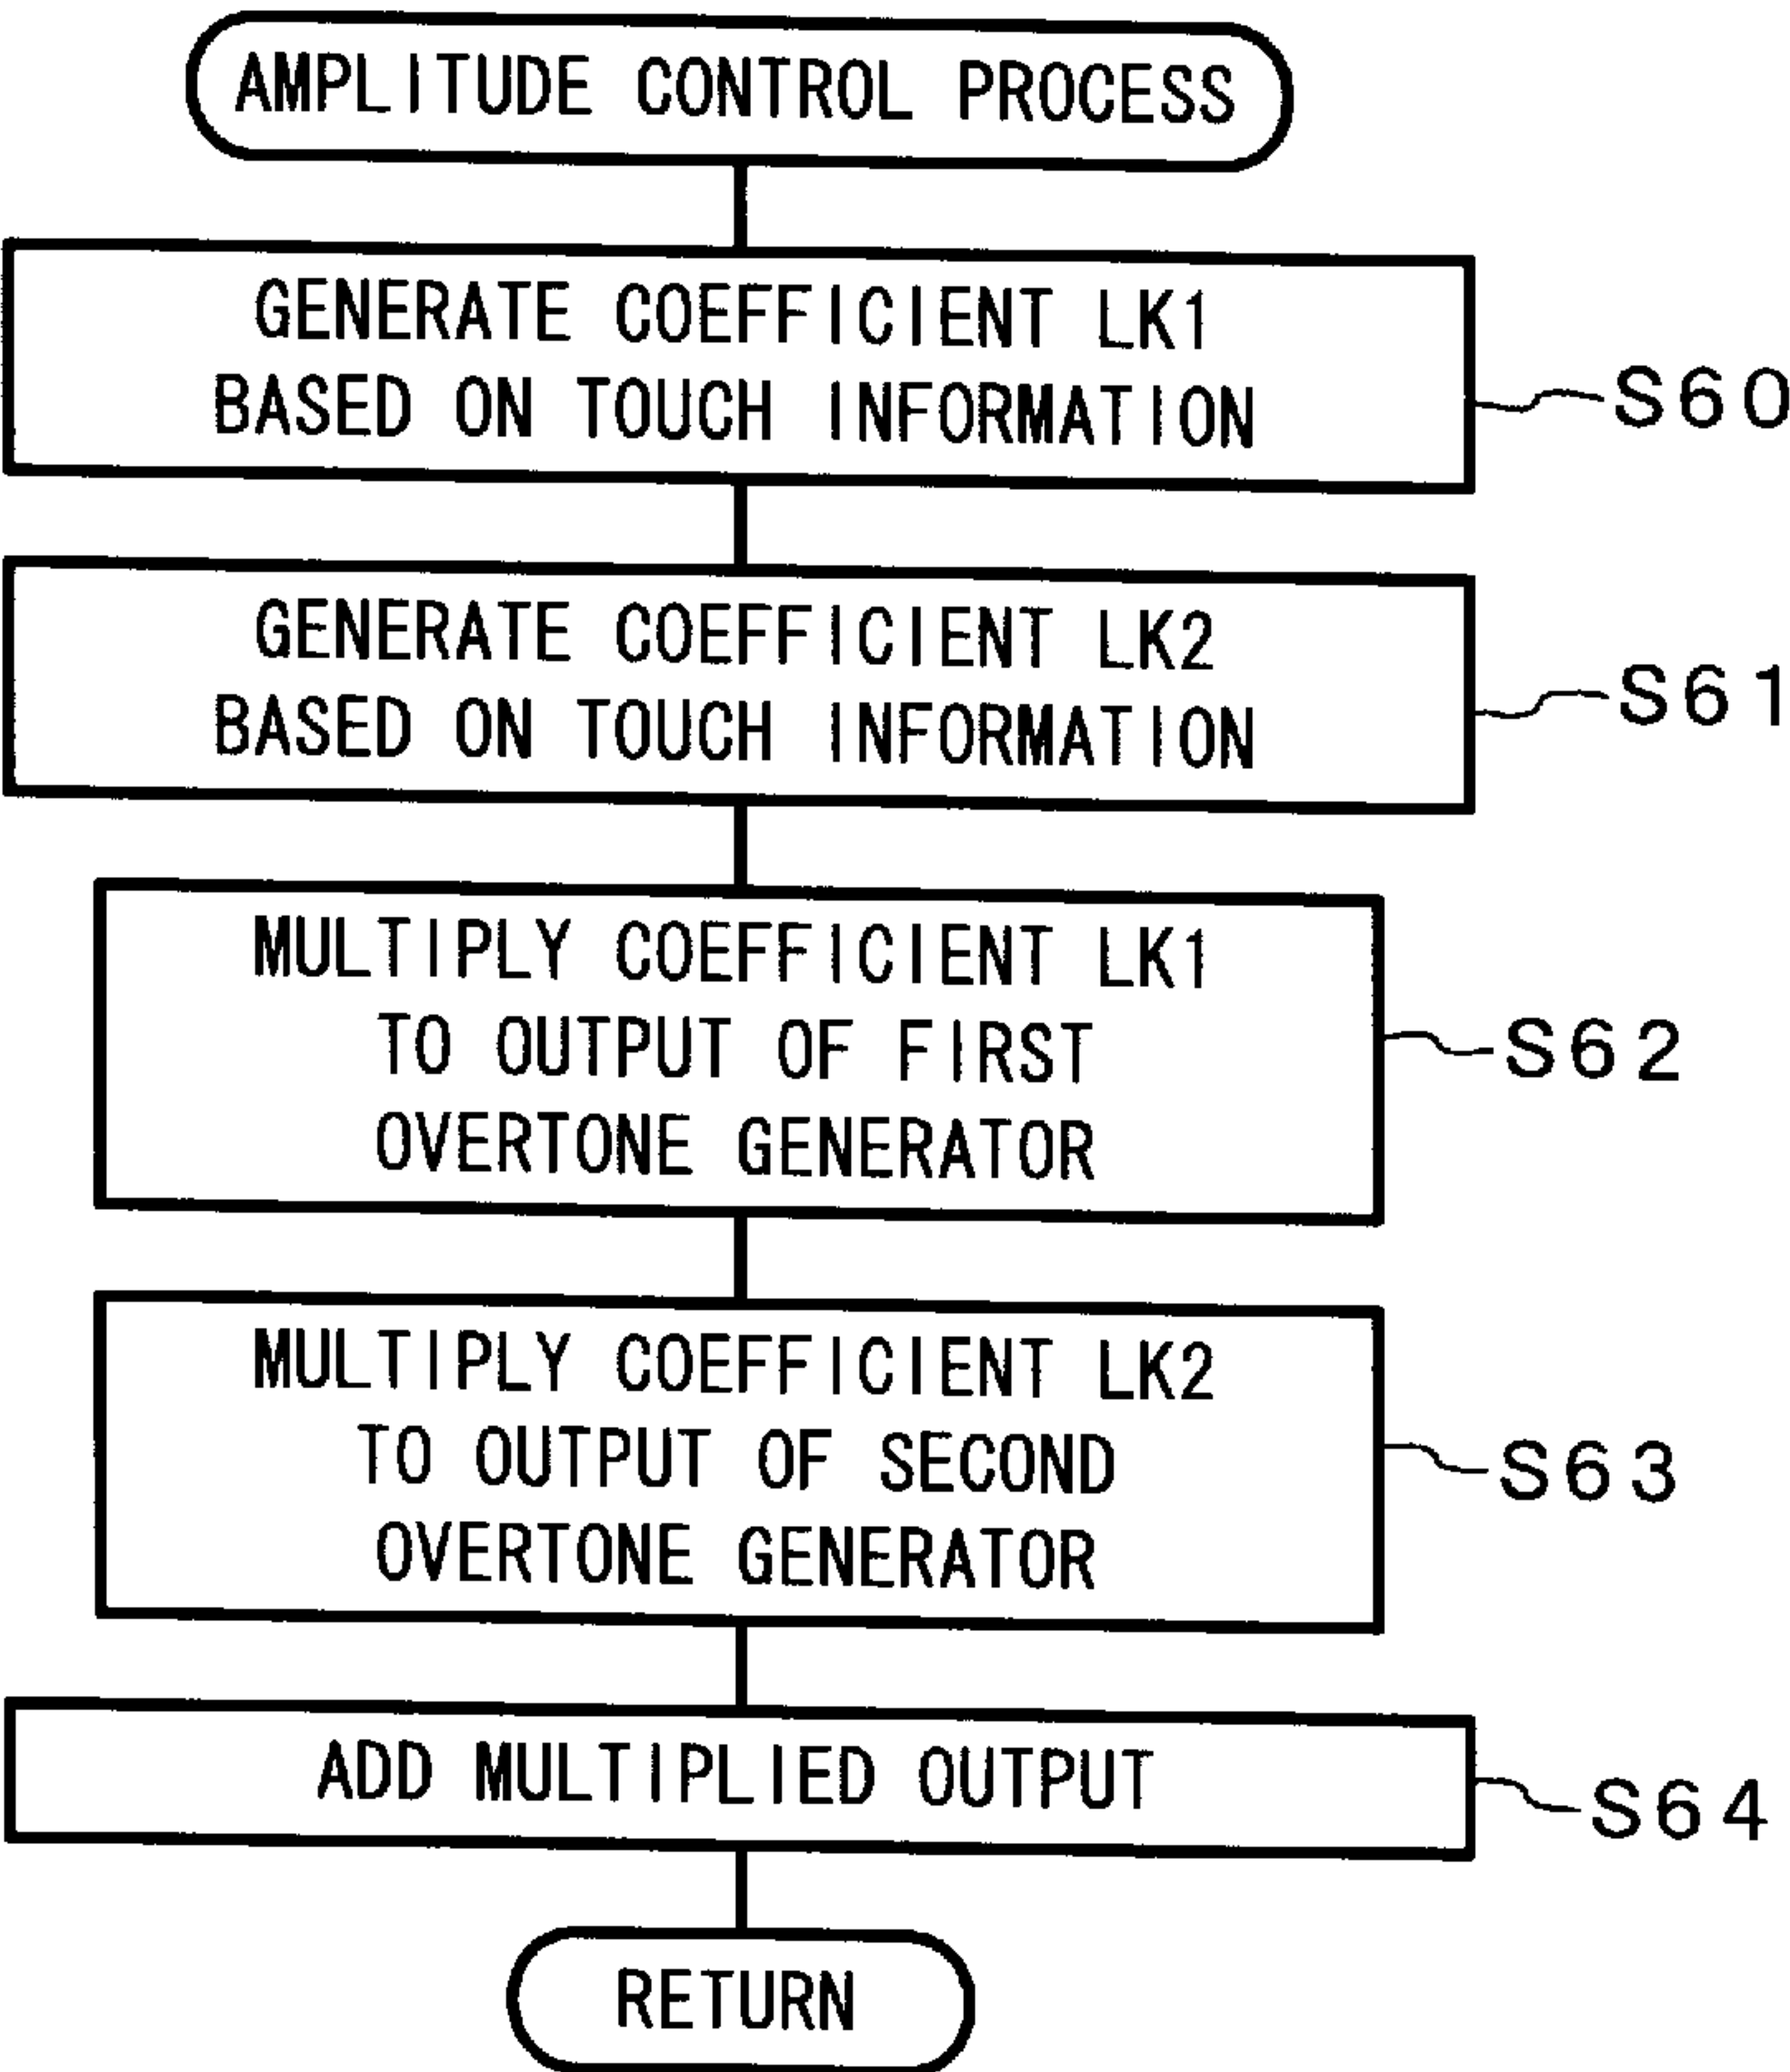 AMPLITUDE CONTROL PROCESS
GENERATE COEFFICIENT LK1
BASED ON TOUCH INFORMATION
S60
GENERATE COEFFICIENT LK2
BASED ON TOUCH INFORMATION
S61
MULTIPLY COEFFICIENT LK1
TO OUTPUT OF FIRST
OVERTONE GENERATOR
S62
MULTIPLY COEFFICIENT LK2
TO OUTPUT OF SECOND
OVERTONE GENERATOR
S63
ADD MULTIPLIED OUTPUT
S64
RETURN